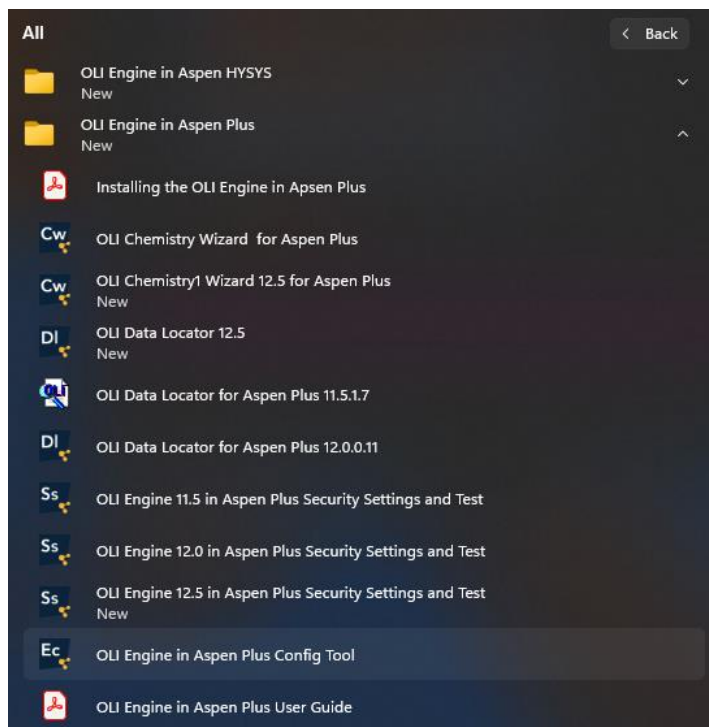 All
Back
OLI Engine in Aspen HYSYS
New
OLI Engine in Aspen Plus
New
Installing the OLI Engine in Apsen Plus
Cw
OLI Chemistry Wizard for Aspen Plus
Cw
OLI Chemistry1 Wizard 12.5 for Aspen Plus
New
Dl
OLI Data Locator 12.5
New
OLI
OLI Data Locator for Aspen Plus 11.5.1.7
Dl
OLI Data Locator for Aspen Plus 12.0.0.11
Ss
OLI Engine 11.5 in Aspen Plus Security Settings and Test
Ss
OLI Engine 12.0 in Aspen Plus Security Settings and Test
Ss
OLI Engine 12.5 in Aspen Plus Security Settings and Test
New
Ec
OLI Engine in Aspen Plus Config Tool
OLI Engine in Aspen Plus User Guide